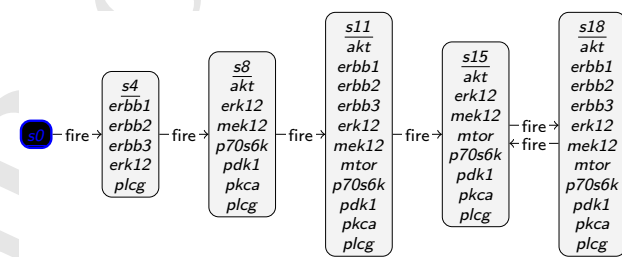 s0
fire
s4
erbb1
erbb2
erbb3
erk12
plcg
fire
s8
akt
erk12
mek12
p70s6k
pdk1
pkca
plcg
fire
s11
akt
erbb1
erbb2
erbb3
erk12
mek12
mtor
p70s6k
pdk1
pkca
plcg
fire
s15
akt
erk12
mek12
mtor
p70s6k
pdk1
pkca
plcg
fire
fire
s18
akt
erbb1
erbb2
erbb3
erk12
mek12
mtor
p70s6k
pdk1
pkca
plcg